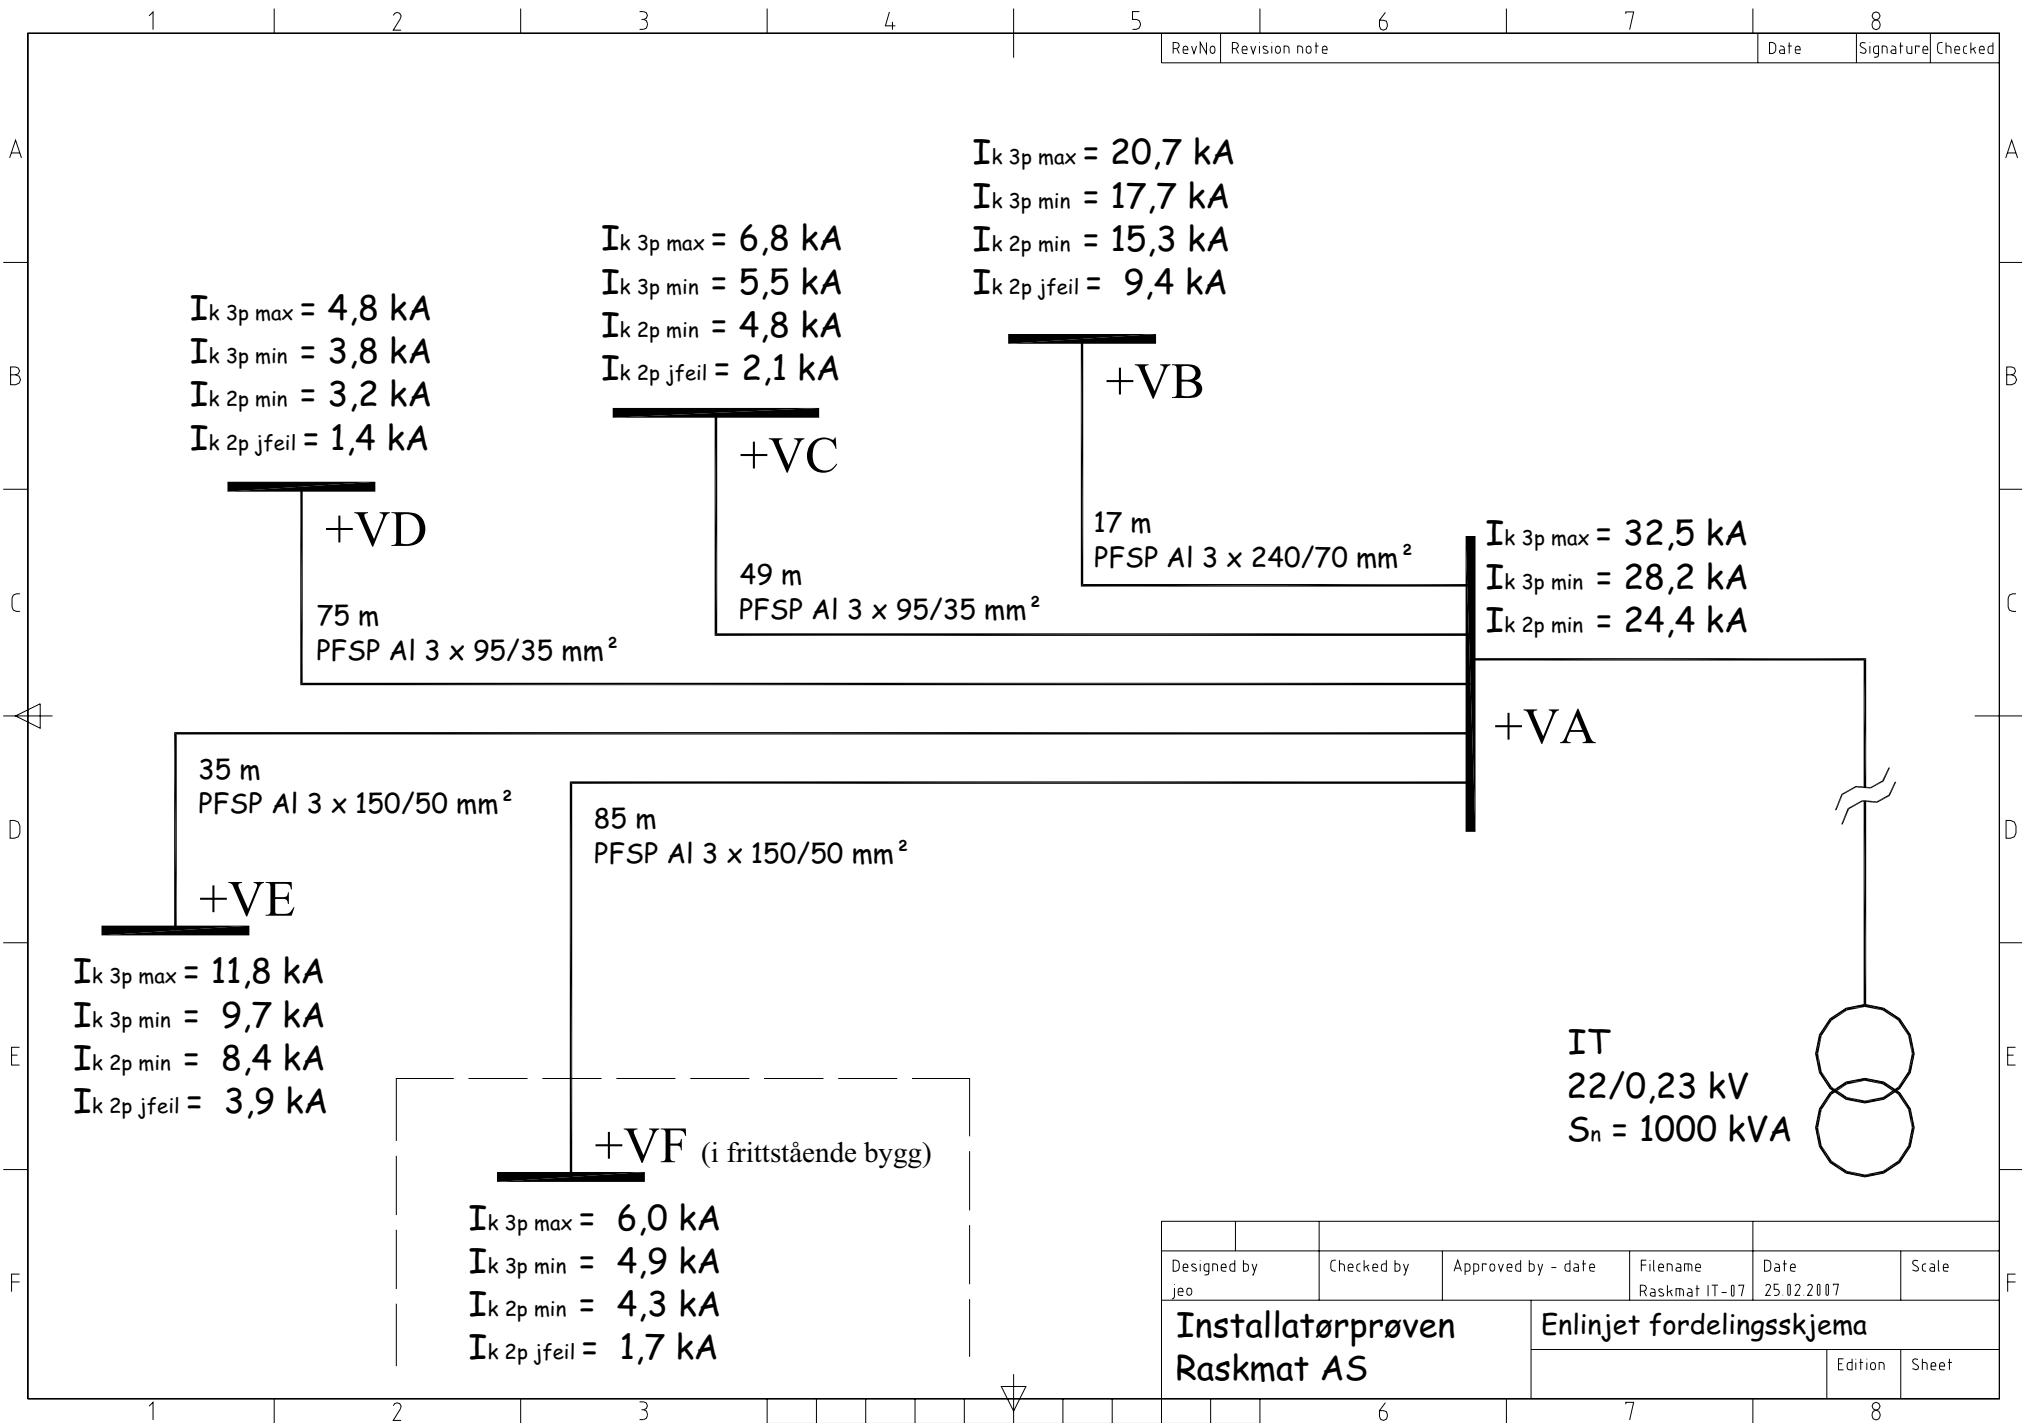 1 2 3 4 5 6 7 8
RevNo Revision note Date Signature Checked
A A
B B
C C
D D
E E
F F
Ik 3p max = 20,7 kA
Ik 3p min = 17,7 kA
Ik 2p min = 15,3 kA
Ik 2p jfeil = 9,4 kA
+VB
17 m
PFSP Al 3 x 240/70 mm²
Ik 3p max = 6,8 kA
Ik 3p min = 5,5 kA
Ik 2p min = 4,8 kA
Ik 2p jfeil = 2,1 kA
+VC
49 m
PFSP Al 3 x 95/35 mm²
Ik 3p max = 4,8 kA
Ik 3p min = 3,8 kA
Ik 2p min = 3,2 kA
Ik 2p jfeil = 1,4 kA
+VD
75 m
PFSP Al 3 x 95/35 mm²
Ik 3p max = 32,5 kA
Ik 3p min = 28,2 kA
Ik 2p min = 24,4 kA
+VA
35 m
PFSP Al 3 x 150/50 mm²
+VE
Ik 3p max = 11,8 kA
Ik 3p min = 9,7 kA
Ik 2p min = 8,4 kA
Ik 2p jfeil = 3,9 kA
85 m
PFSP Al 3 x 150/50 mm²
+VF (i frittstående bygg)
Ik 3p max = 6,0 kA
Ik 3p min = 4,9 kA
Ik 2p min = 4,3 kA
Ik 2p jfeil = 1,7 kA
IT
22/0,23 kV
Sn = 1000 kVA
Designed by
jeo
Checked by
Approved by - date
Filename
Raskmat IT-07
Date
25.02.2007
Scale
Installatørprøven
Raskmat AS
Enlinjet fordelingsskjema
Edition
Sheet
1 2 3 6 7 8